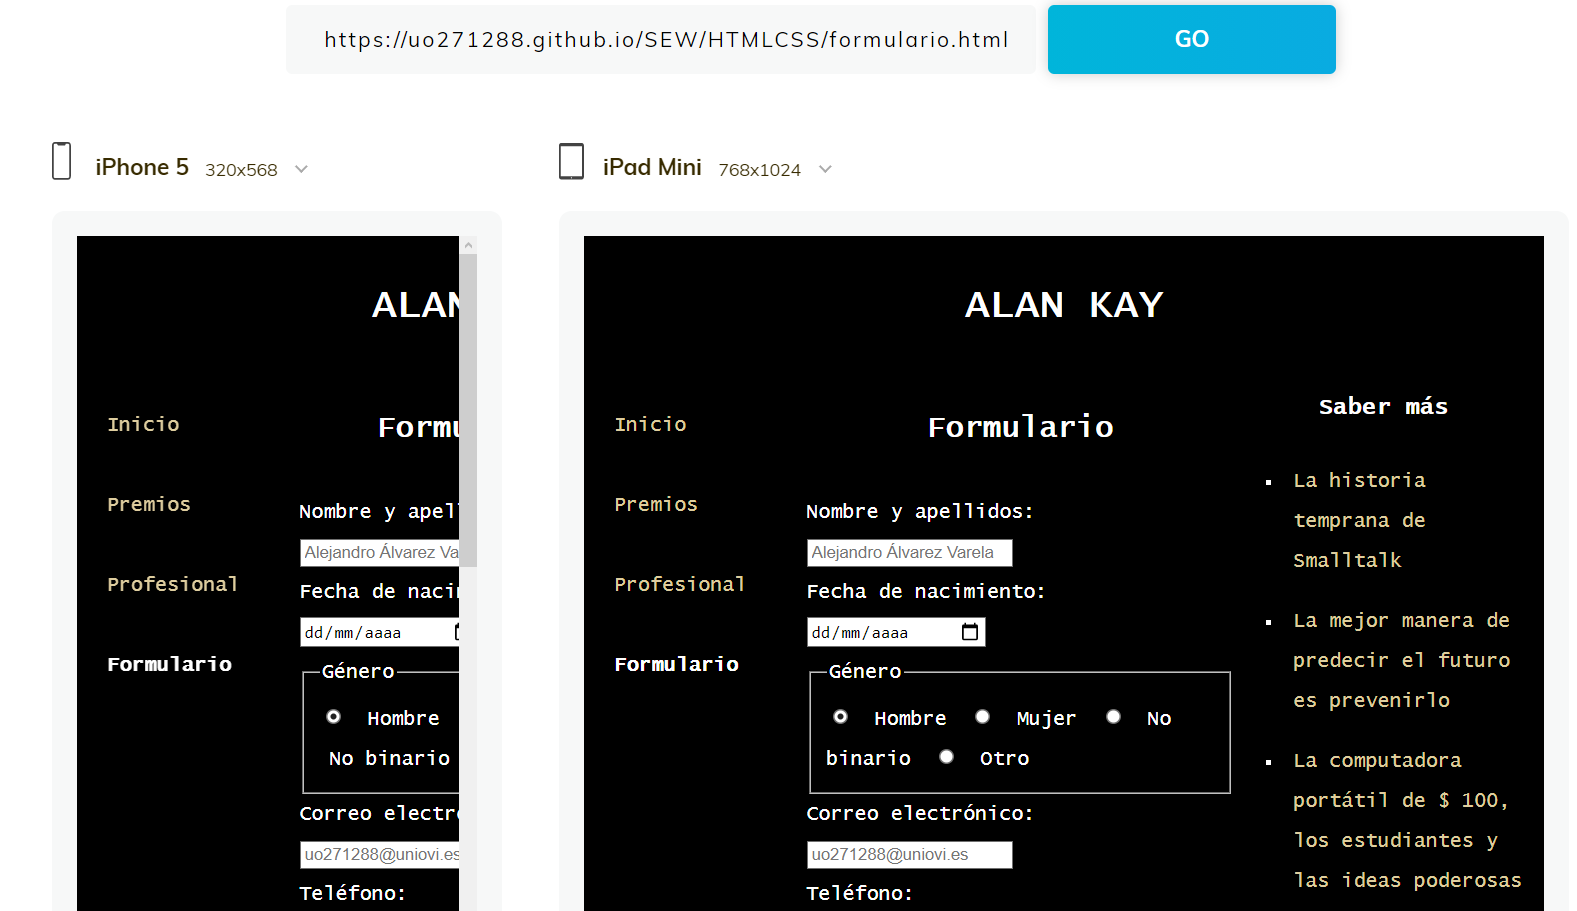 https://uo271288.github.io/SEW/HTMLCSS/formulario.html
GO
iPhone 5 320x568
iPad Mini 768x1024
ALAN
Inicio
Premios
Profesional
Formulario
Formu
Nombre y apell
Alejandro Álvarez Va
Fecha de nacim
dd/mm/aaaa
Género
Hombre
No binario
Correo electró
uo271288@uniovi.es
Teléfono:
ALAN KAY
Inicio
Premios
Profesional
Formulario
Formulario
Nombre y apellidos:
Alejandro Álvarez Varela
Fecha de nacimiento:
dd/mm/aaaa
Género
Hombre Mujer No
binario Otro
Correo electrónico:
uo271288@uniovi.es
Teléfono:
Saber más
La historia
temprana de
Smalltalk
La mejor manera de
predecir el futuro
es prevenirlo
La computadora
portátil de $ 100,
los estudiantes y
las ideas poderosas